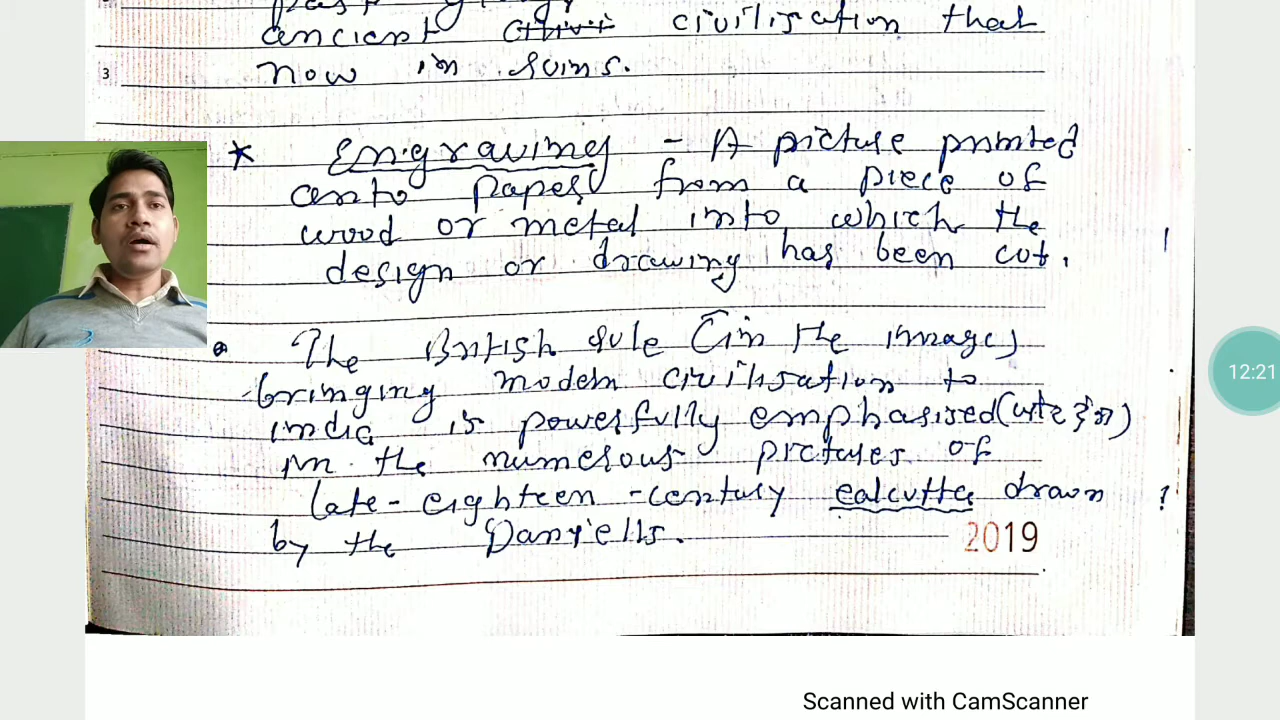 ancient civilisation that
3
now in ruins.
* Engraving - A picture printed
onto paper from a piece of
wood or metal into which the
design or drawing has been cut.
The British rule (in the images)
bringing modern civilisation to
india is powerfully emphasised
in the numerous pictures of
late-eighteen-century calcutta drawn
by the Daniells.
2019
12:21
Scanned with CamScanner